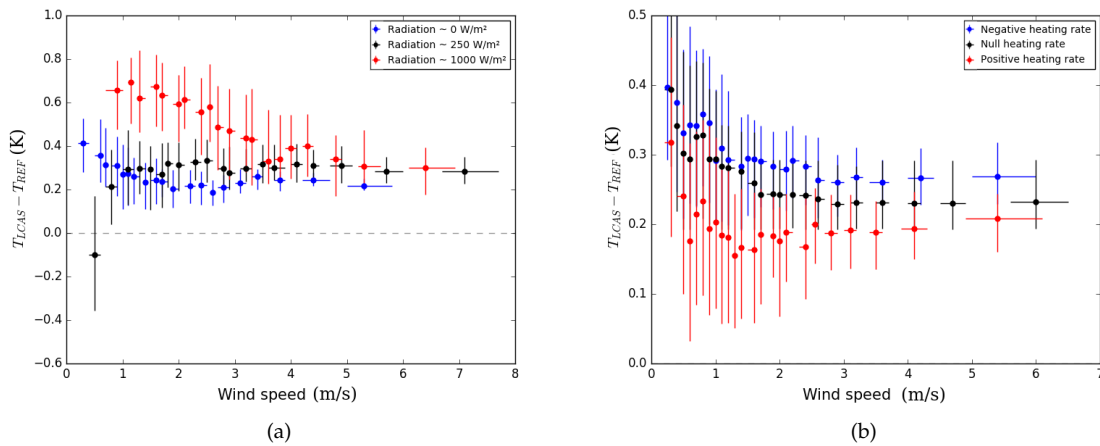 1.0
0.8
0.6
0.4
0.2
0.0
−0.2
−0.4
−0.6
T_LCAS − T_REF (K)
Radiation ~ 0 W/m²
Radiation ~ 250 W/m²
Radiation ~ 1000 W/m²
0 1 2 3 4 5 6 7 8
Wind speed (m/s)
(a)
0.5
0.4
0.3
0.2
0.1
0.0
T_LCAS − T_REF (K)
Negative heating rate
Null heating rate
Positive heating rate
0 1 2 3 4 5 6 7
Wind speed (m/s)
(b)